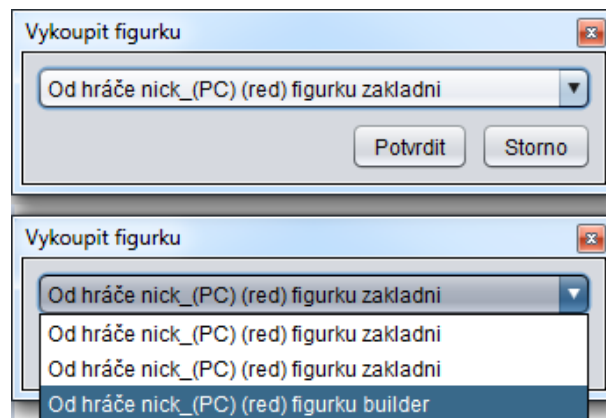 Vykoupit figurku
Od hráče nick_(PC) (red) figurku zakladni
Potvrdit Storno
Vykoupit figurku
Od hráče nick_(PC) (red) figurku zakladni
Od hráče nick_(PC) (red) figurku zakladni
Od hráče nick_(PC) (red) figurku zakladni
Od hráče nick_(PC) (red) figurku builder